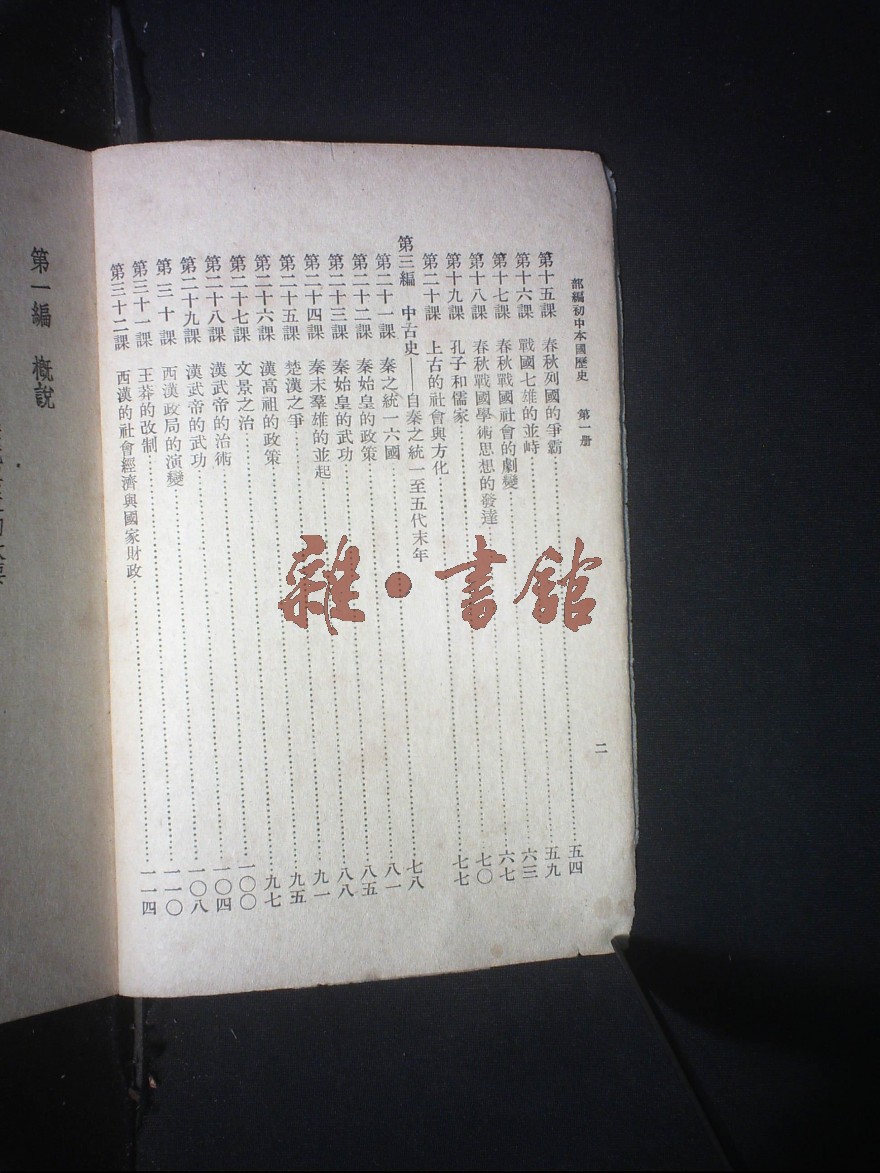 部編初中本國歷史 第一册
二
第十五課 春秋列國的爭霸……五四
第十六課 戰國七雄的並峙……五九
第十七課 春秋戰國社會的劇變……六三
第十八課 春秋戰國學術思想的發達……六七
第十九課 孔子和儒家……七〇
第二十課 上古的社會與方化……七七
第三編 中古史——自秦之統一至五代末年
第二十一課 秦之統一六國……七八
第二十二課 秦始皇的政策……八一
第二十三課 秦始皇的武功……八五
第二十四課 秦末羣雄的並起……八八
第二十五課 楚漢之爭……九一
第二十六課 漢高祖的政策……九五
第二十七課 文景之治……九七
第二十八課 漢武帝的治術……一〇〇
第二十九課 漢武帝的武功……一〇四
第三十課 西漢政局的演變……一〇八
第三十一課 王莽的改制……一一〇
第三十二課 西漢的社會經濟與國家財政……一一四
第一編 概說
雜·書館